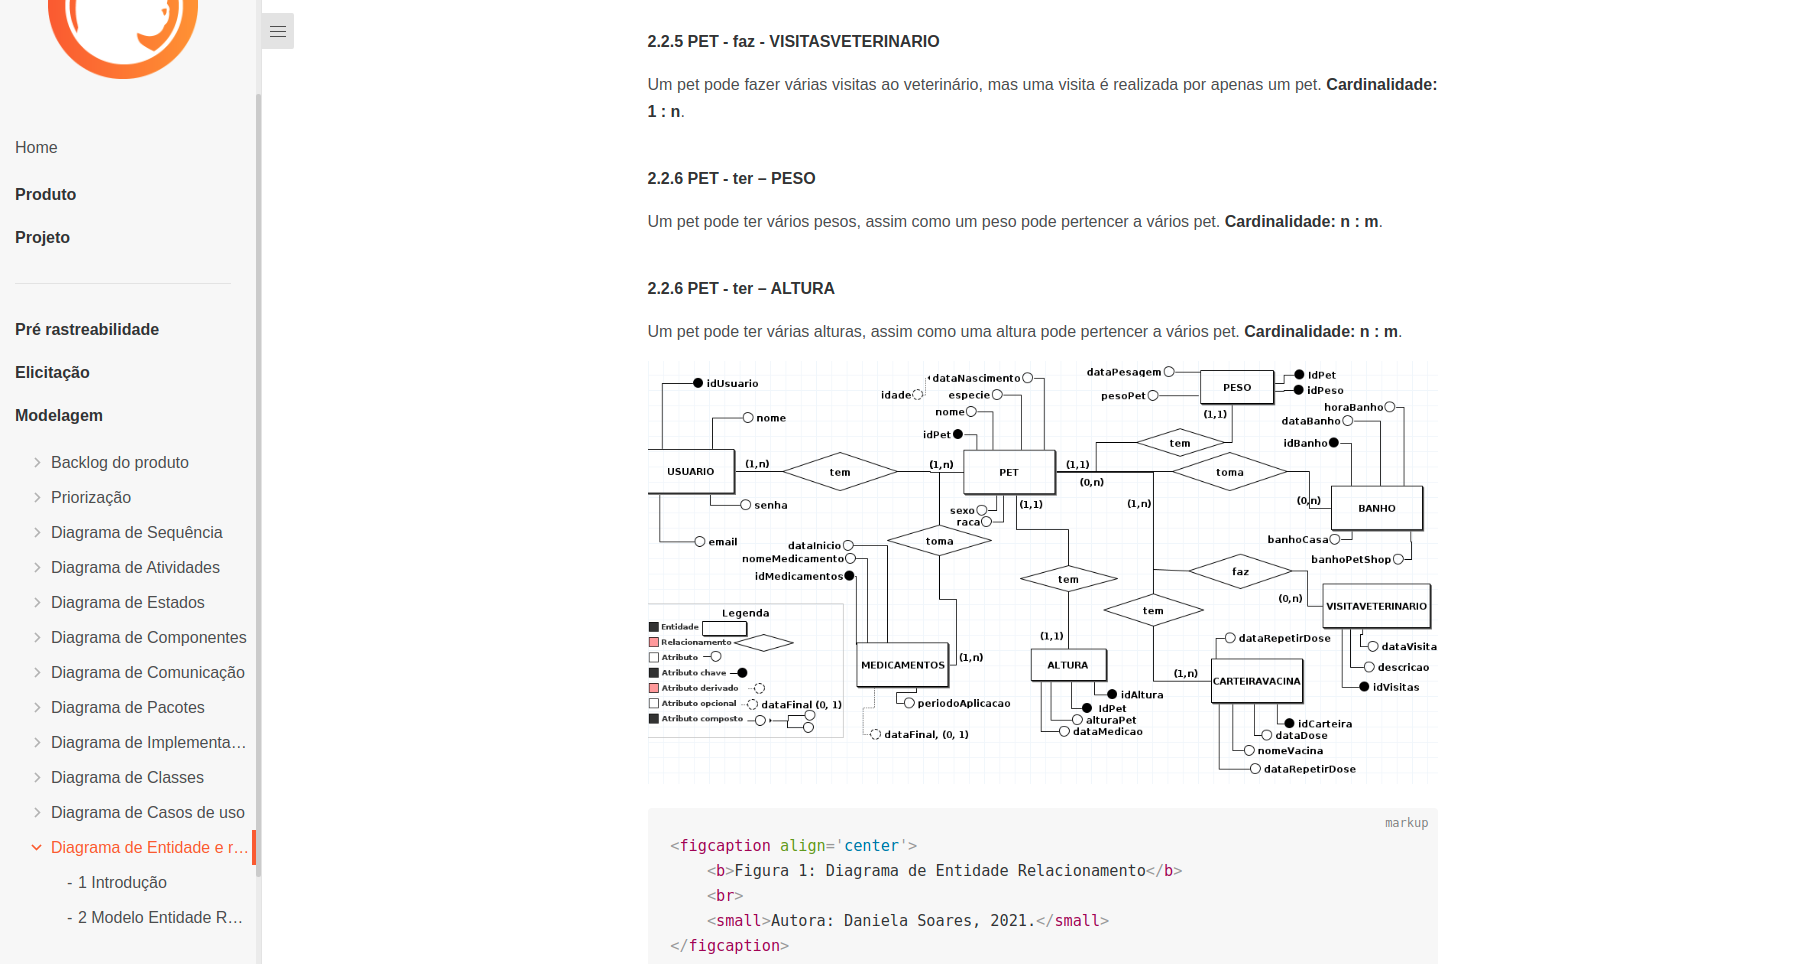 Home
Produto
Projeto
Pré rastreabilidade
Elicitação
Modelagem
Backlog do produto
Priorização
Diagrama de Sequência
Diagrama de Atividades
Diagrama de Estados
Diagrama de Componentes
Diagrama de Comunicação
Diagrama de Pacotes
Diagrama de Implementa…
Diagrama de Classes
Diagrama de Casos de uso
Diagrama de Entidade e r…
- 1 Introdução
- 2 Modelo Entidade R…
2.2.5 PET - faz - VISITASVETERINARIO
Um pet pode fazer várias visitas ao veterinário, mas uma visita é realizada por apenas um pet. Cardinalidade:
1 : n.
2.2.6 PET - ter – PESO
Um pet pode ter vários pesos, assim como um peso pode pertencer a vários pet. Cardinalidade: n : m.
2.2.6 PET - ter – ALTURA
Um pet pode ter várias alturas, assim como uma altura pode pertencer a vários pet. Cardinalidade: n : m.
idUsuario
nome
USUARIO
(1,n)
tem
(1,n)
senha
email
dataNascimento
idade
especie
nome
idPet
PET
(1,1)
(0,n)
sexo
raca
(1,1)
dataPesagem
pesoPet
PESO
IdPet
idPeso
(1,1)
tem
horaBanho
dataBanho
idBanho
toma
(0,n)
BANHO
banhoCasa
banhoPetShop
(1,n)
toma
dataInicio
nomeMedicamento
idMedicamentos
MEDICAMENTOS
(1,n)
periodoAplicacao
dataFinal, (0, 1)
tem
(1,1)
ALTURA
idAltura
IdPet
alturaPet
dataMedicao
faz
(0,n)
VISITAVETERINARIO
dataVisita
descricao
idVisitas
tem
dataRepetirDose
(1,n)
CARTEIRAVACINA
idCarteira
dataDose
nomeVacina
dataRepetirDose
Legenda
Entidade
Relacionamento
Atributo
Atributo chave
Atributo derivado
Atributo opcional
dataFinal (0, 1)
Atributo composto
markup
<figcaption align='center'>
<b>Figura 1: Diagrama de Entidade Relacionamento</b>
<br>
<small>Autora: Daniela Soares, 2021.</small>
</figcaption>